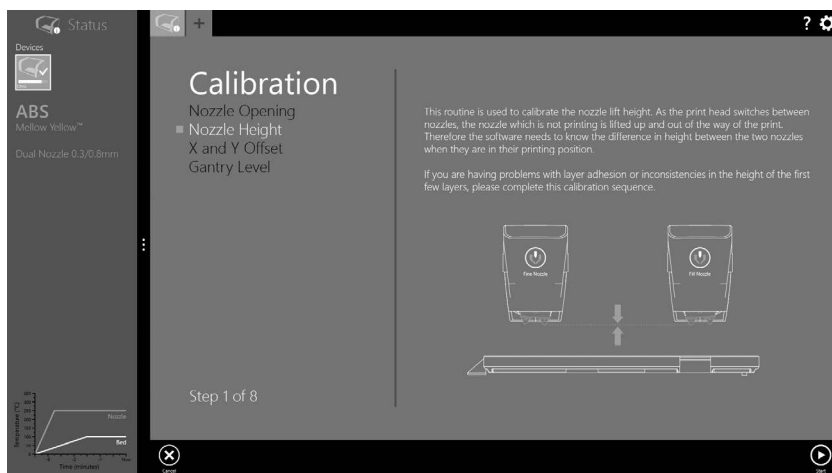 Status
Devices
ABS
Mellow Yellow™
Dual Nozzle 0.3/0.8mm
Temperature (°C)
Nozzle
Bed
Time (minutes)
Now
+
?
Calibration
Nozzle Opening
Nozzle Height
X and Y Offset
Gantry Level
Step 1 of 8
This routine is used to calibrate the nozzle lift height. As the print head switches between
nozzles, the nozzle which is not printing is lifted up and out of the way of the print.
Therefore the software needs to know the difference in height between the two nozzles
when they are in their printing position.
If you are having problems with layer adhesion or inconsistencies in the height of the first
few layers, please complete this calibration sequence.
Fine Nozzle
Fill Nozzle
Cancel
Start